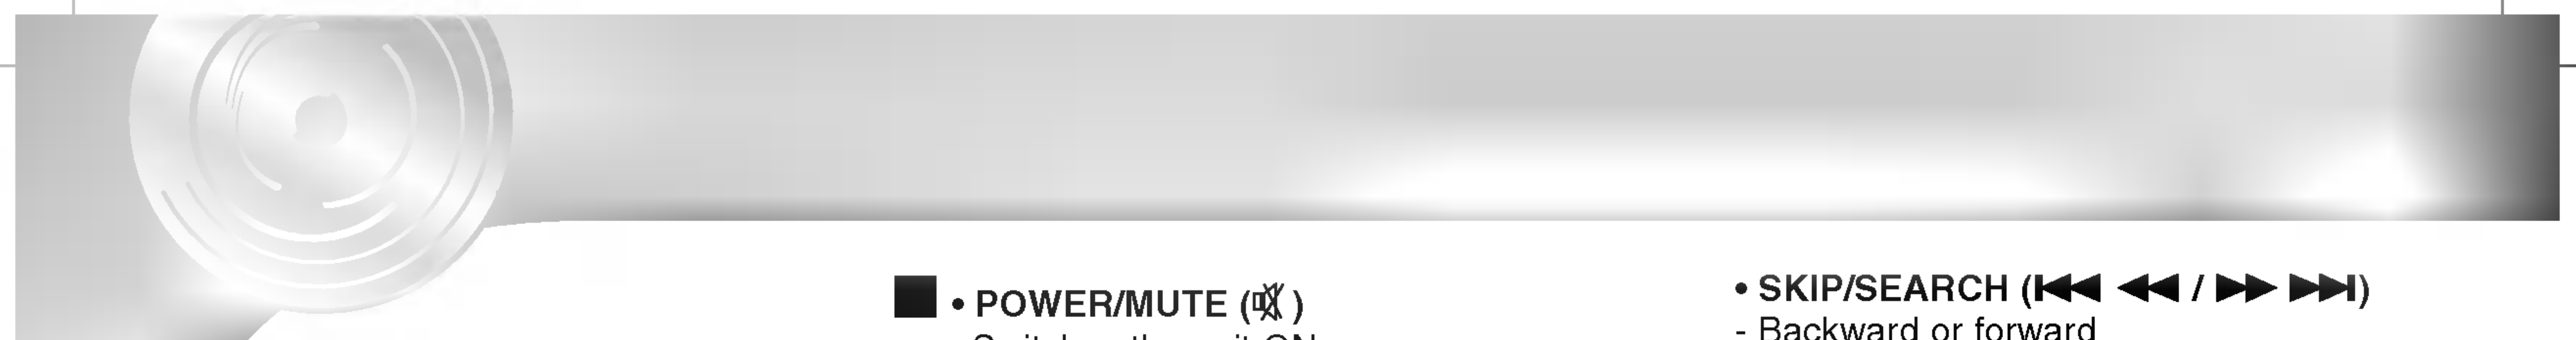 • POWER/MUTE ( )
• SKIP/SEARCH (⏮ ◀◀ / ▶▶ ⏭)
- Backward or forward